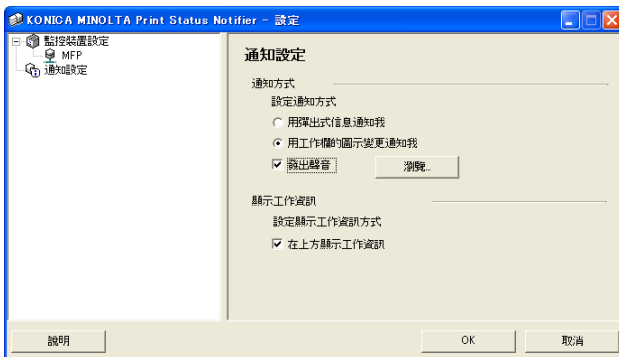 KONICA MINOLTA Print Status Notifier - 設定
監控裝置設定
MFP
通知設定
通知設定
通知方式
設定通知方式
用彈出式信息通知我
用工作欄的圖示變更通知我
發出聲音
瀏覽...
顯示工作資訊
設定顯示工作資訊方式
在上方顯示工作資訊
說明
OK
取消